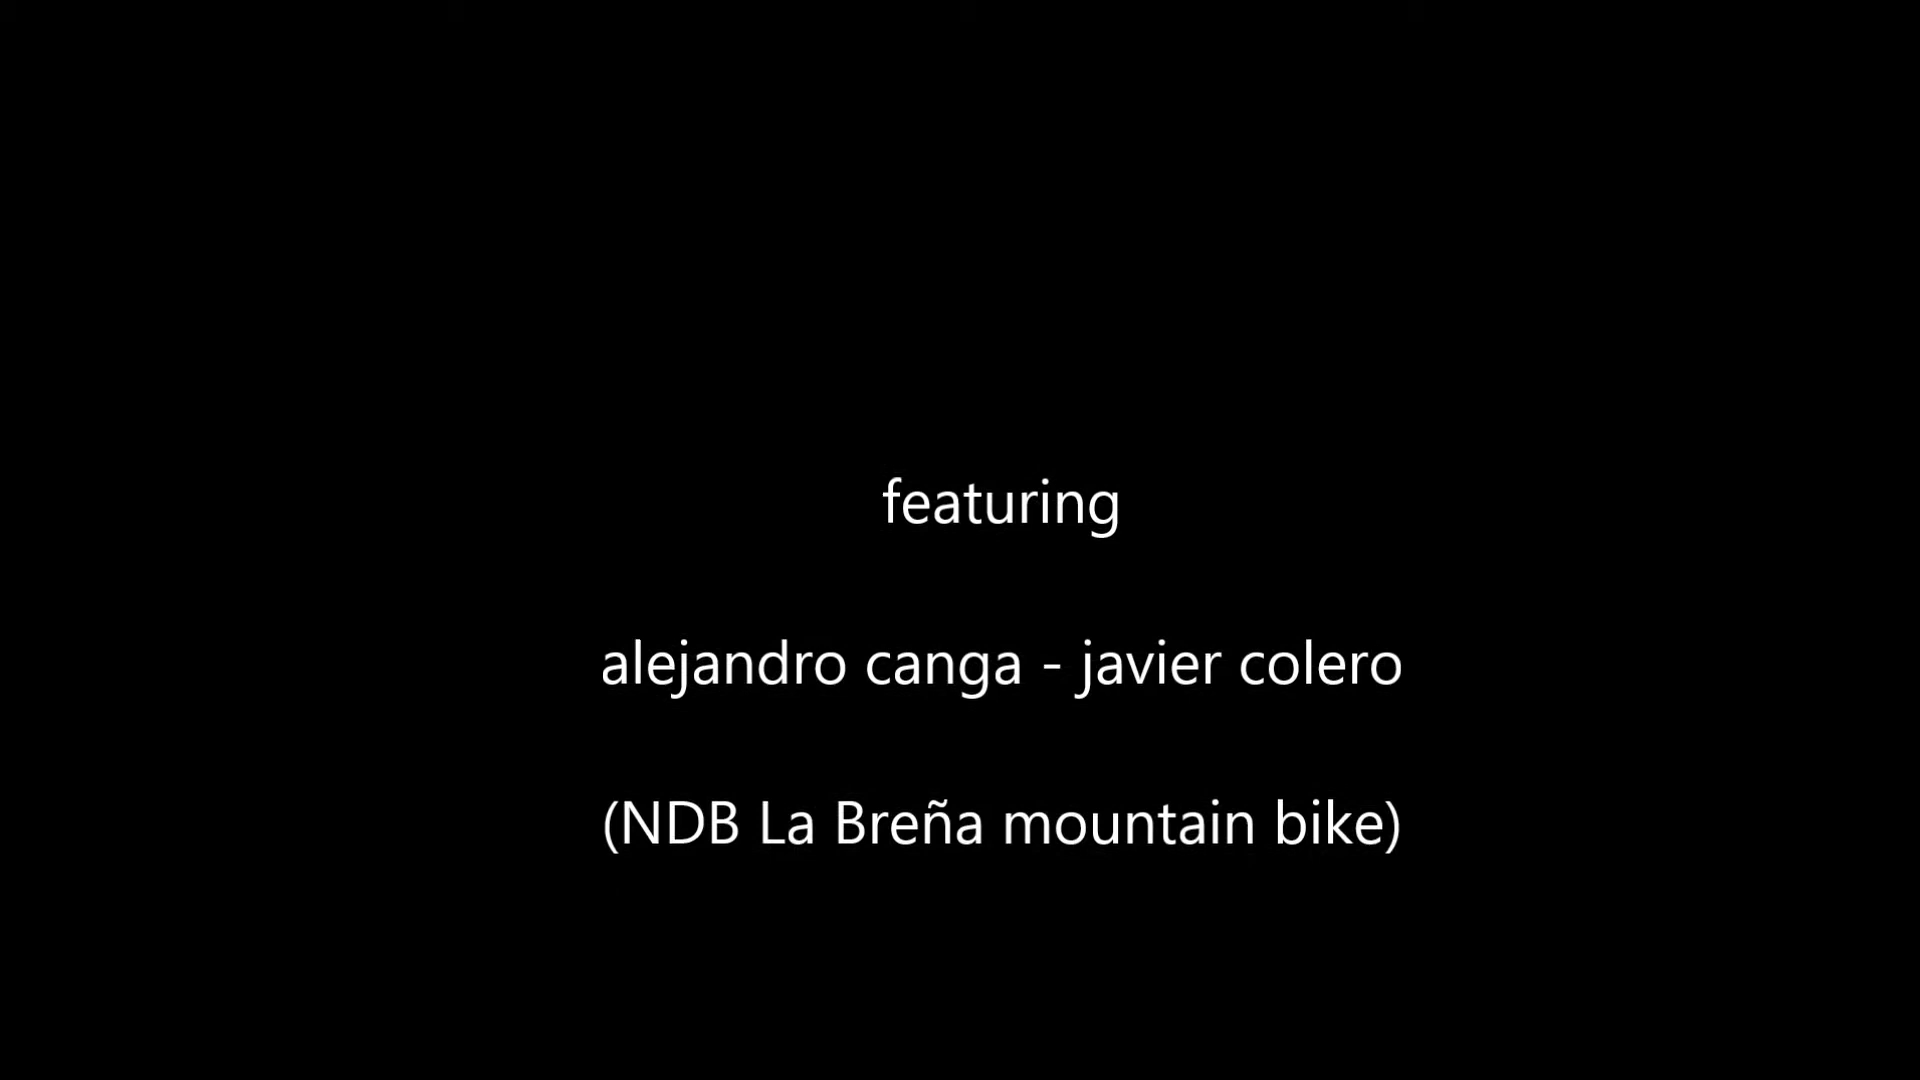 featuring
alejandro canga - javier colero
(NDB La Breña mountain bike)